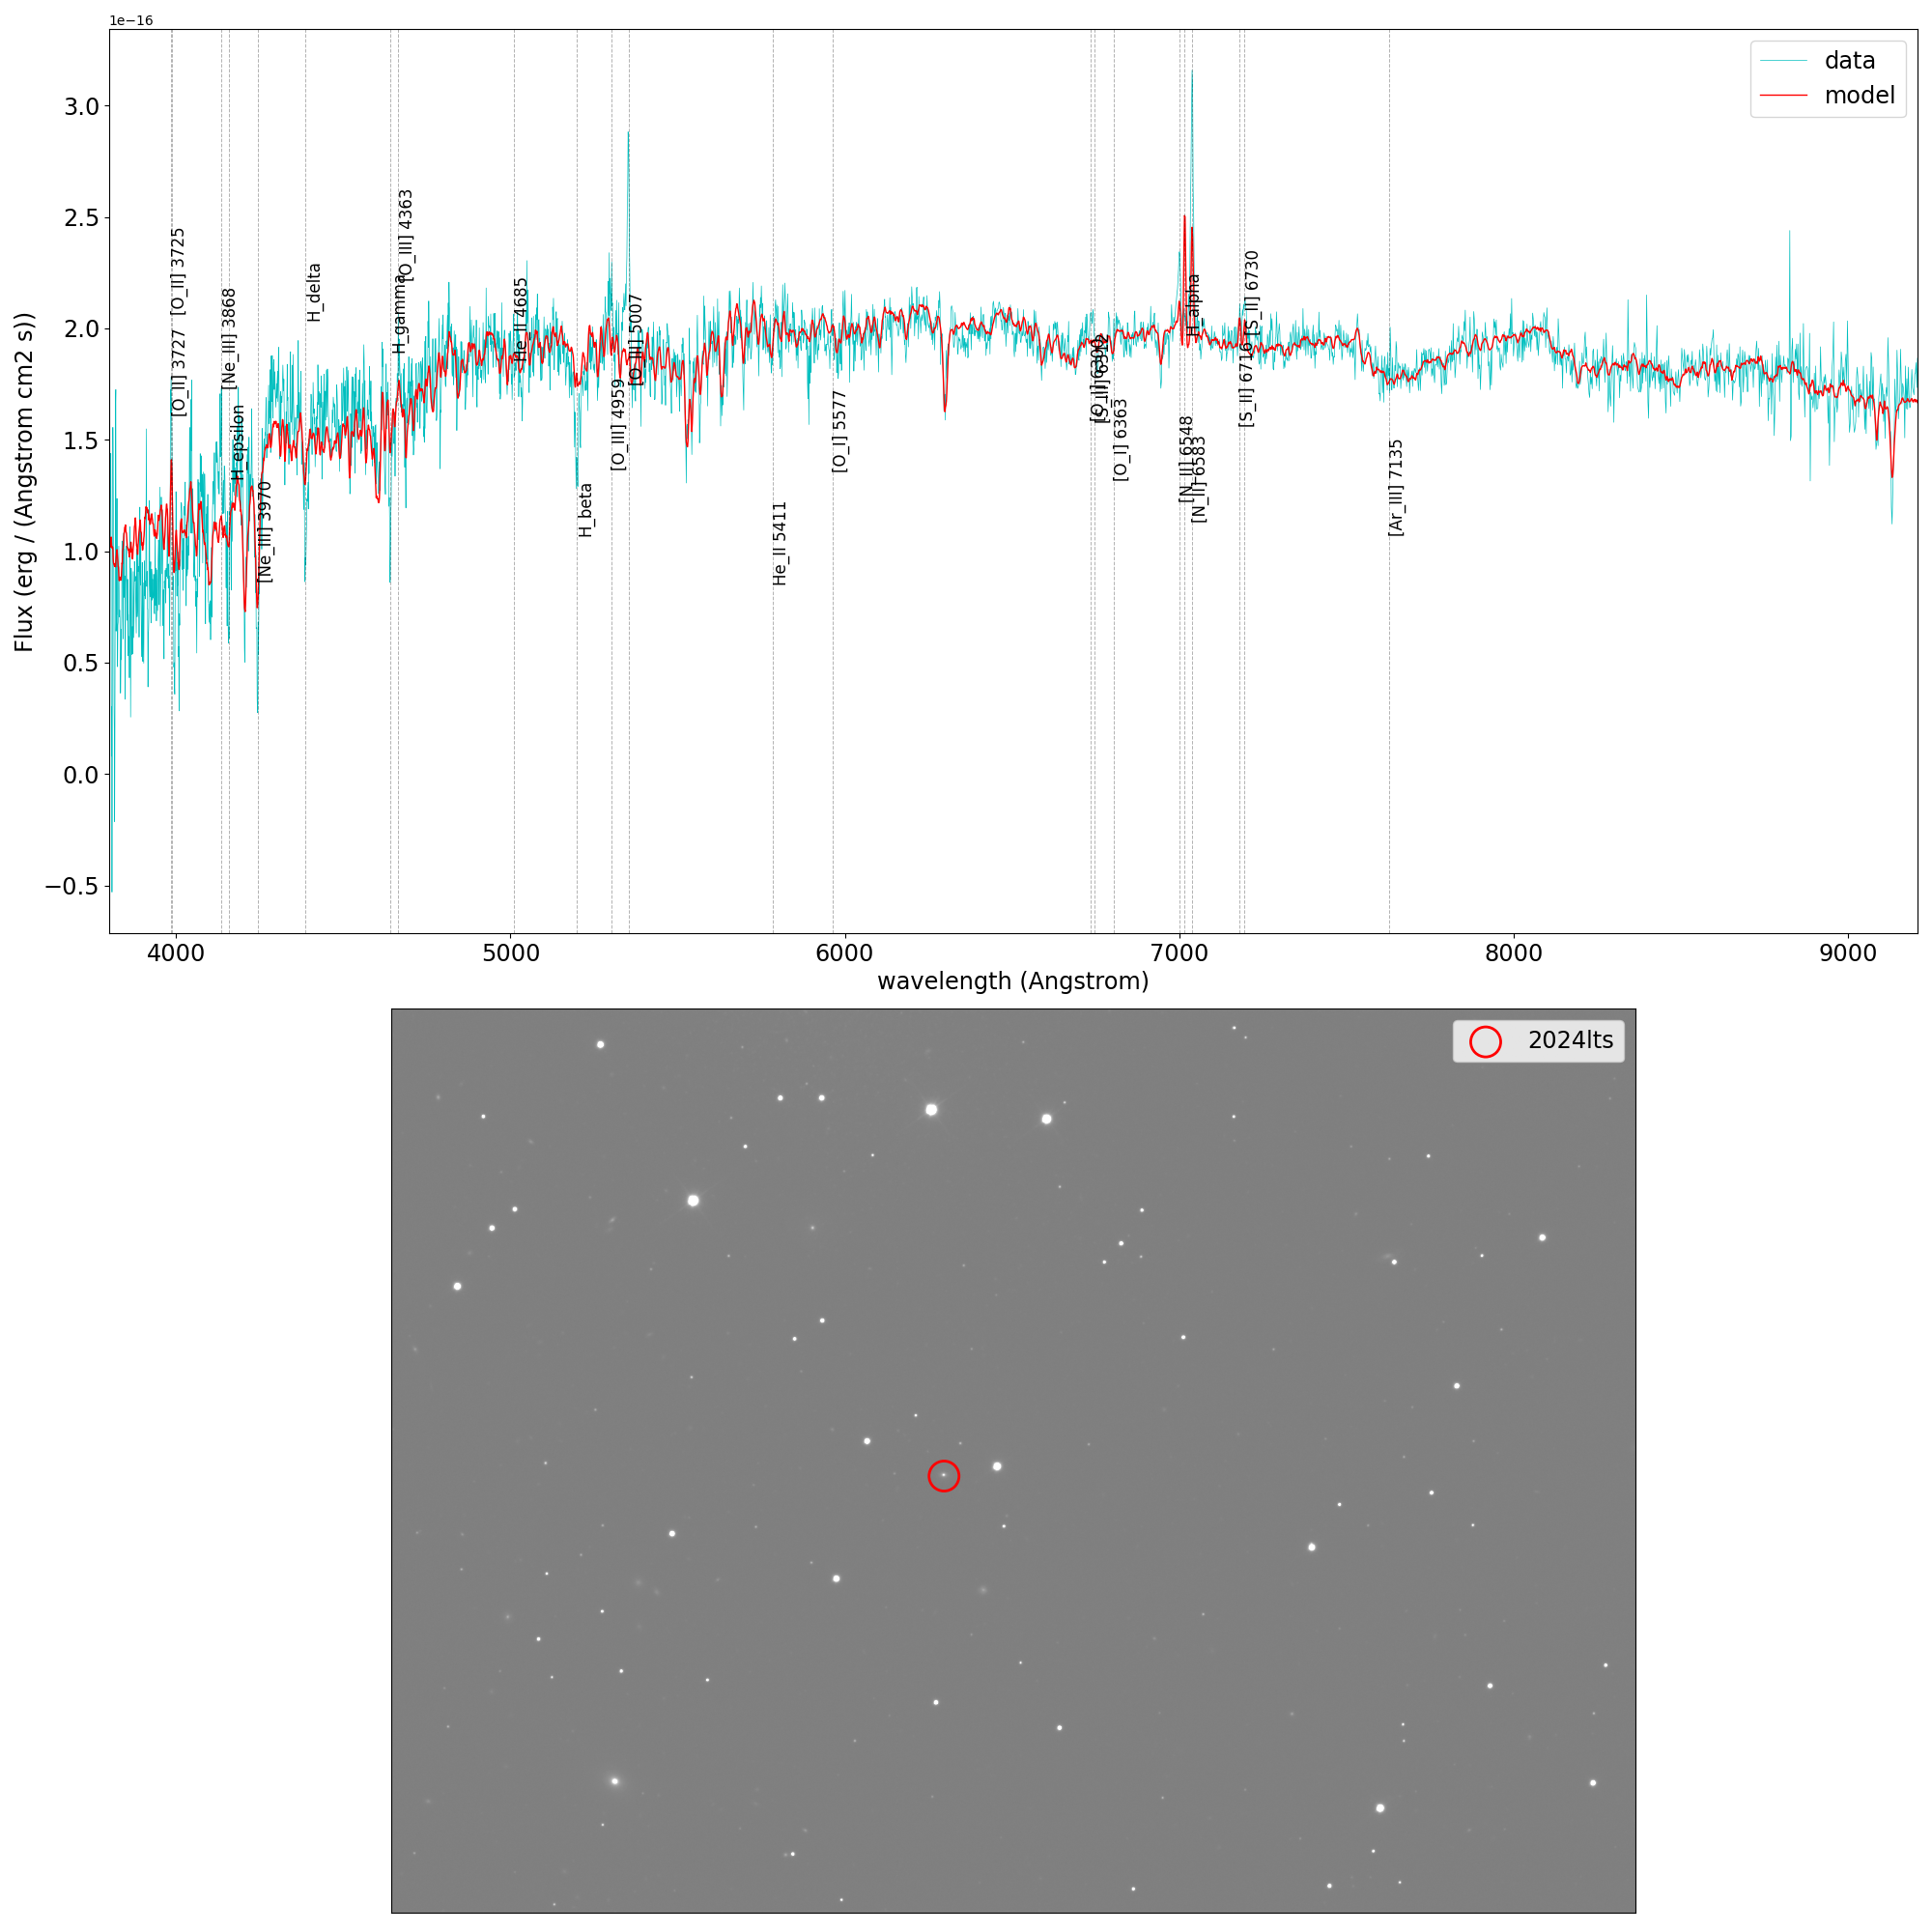 1e−16
Flux (erg / (Angstrom cm2 s))
3.0
2.5
2.0
1.5
1.0
0.5
0.0
−0.5
data
model
[O_II] 3727
[O_II] 3725
[Ne_III] 3868
H_epsilon
[Ne_III] 3970
H_delta
H_gamma
[O_III] 4363
He_II 4685
H_beta
[O_III] 4959
[O_III] 5007
He_II 5411
[O_I] 5577
[O_I] 6300
[O_I] 6363
[N_II] 6548
H_alpha
[N_II] 6583
[S_II] 6716
[S_II] 6730
[Ar_III] 7135
4000
5000
6000
7000
8000
9000
wavelength (Angstrom)
2024lts